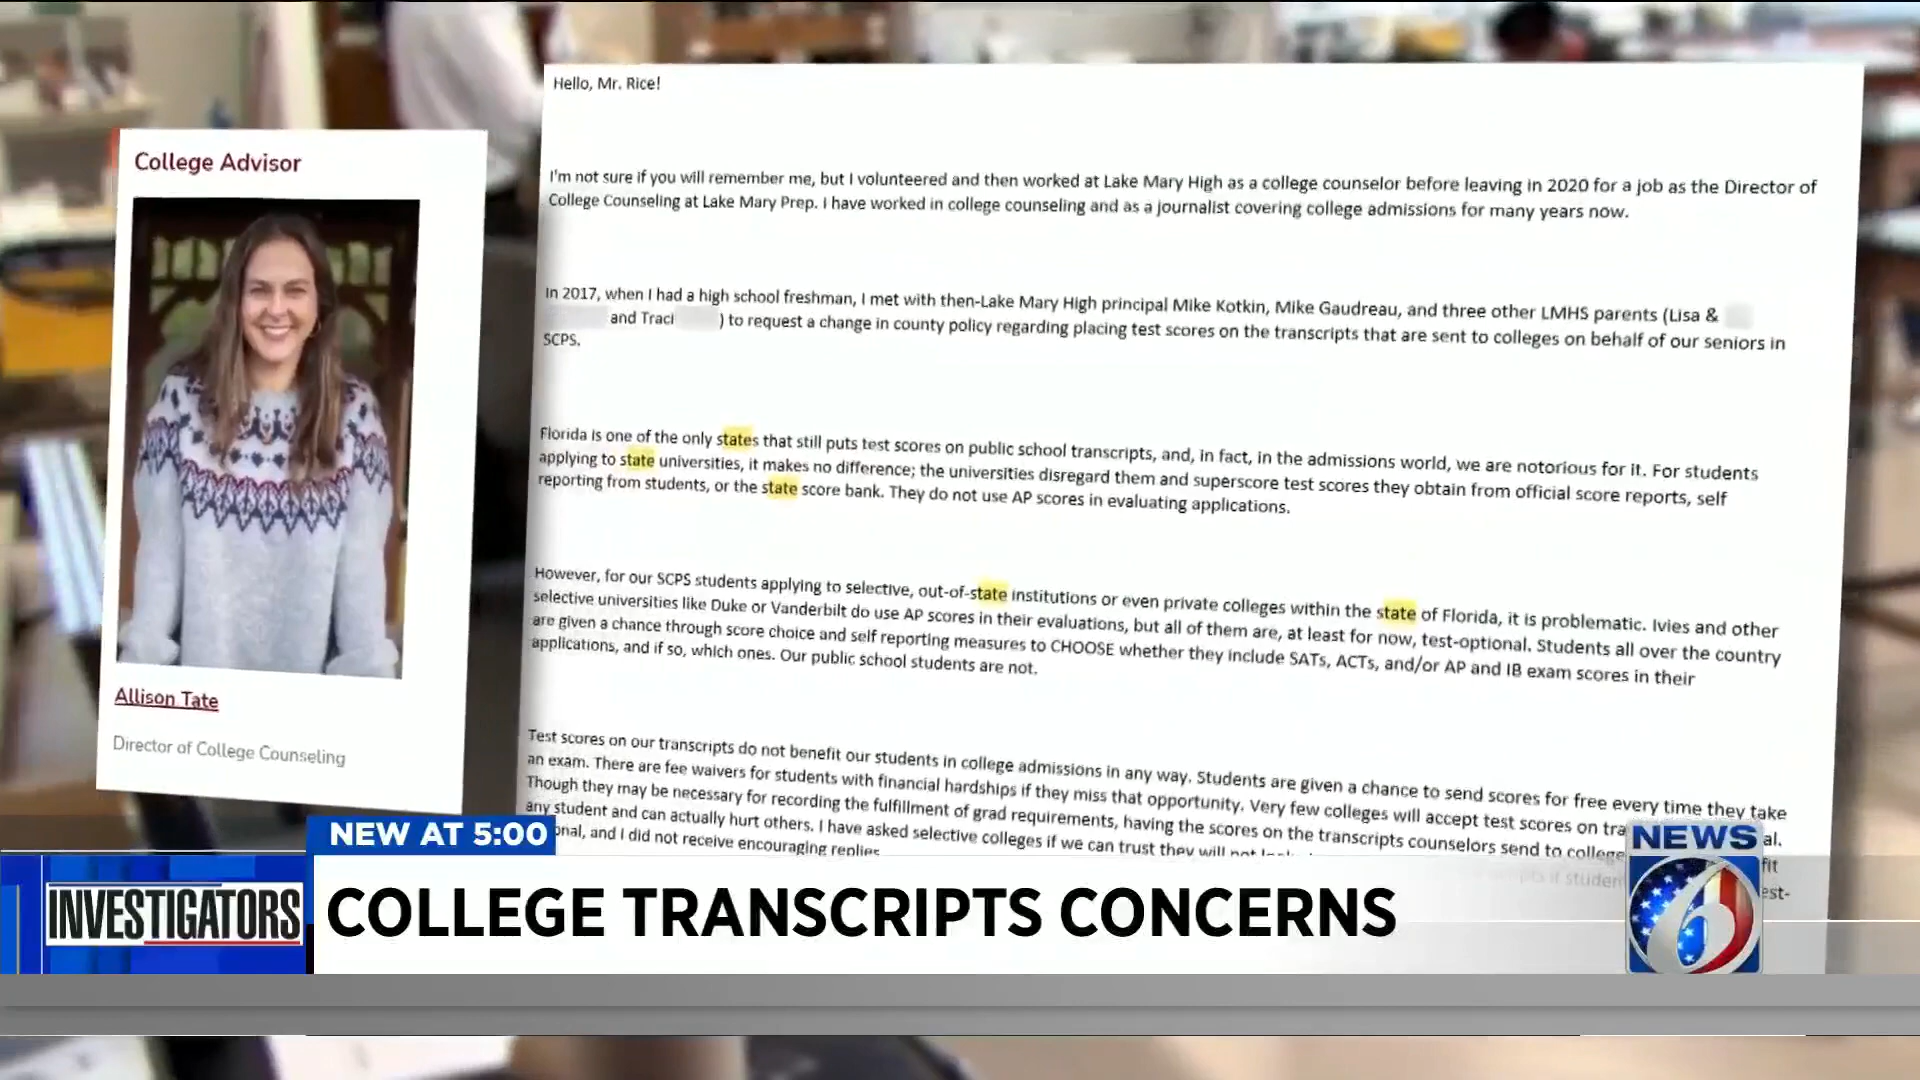 College Advisor
Allison Tate
Director of College Counseling
Hello, Mr. Rice!
I'm not sure if you will remember me, but I volunteered and then worked at Lake Mary High as a college counselor before leaving in 2020 for a job as the Director of
College Counseling at Lake Mary Prep. I have worked in college counseling and as a journalist covering college admissions for many years now.
In 2017, when I had a high school freshman, I met with then-Lake Mary High principal Mike Kotkin, Mike Gaudreau, and three other LMHS parents (Lisa &
and Traci ) to request a change in county policy regarding placing test scores on the transcripts that are sent to colleges on behalf of our seniors in
SCPS.
Florida is one of the only states that still puts test scores on public school transcripts, and, in fact, in the admissions world, we are notorious for it. For students
applying to state universities, it makes no difference; the universities disregard them and superscore test scores they obtain from official score reports, self
reporting from students, or the state score bank. They do not use AP scores in evaluating applications.
However, for our SCPS students applying to selective, out-of-state institutions or even private colleges within the state of Florida, it is problematic. Ivies and other
selective universities like Duke or Vanderbilt do use AP scores in their evaluations, but all of them are, at least for now, test-optional. Students all over the country
are given a chance through score choice and self reporting measures to CHOOSE whether they include SATs, ACTs, and/or AP and IB exam scores in their
applications, and if so, which ones. Our public school students are not.
Test scores on our transcripts do not benefit our students in college admissions in any way. Students are given a chance to send scores for free every time they take
an exam. There are fee waivers for students with financial hardships if they miss that opportunity. Very few colleges will accept test scores on
Though they may be necessary for recording the fulfillment of grad requirements, having the scores on the transcripts counselors send to
any student and can actually hurt others. I have asked selective colleges if we can trust they will not
and I did not receive encouraging replies.
NEW AT 5:00
INVESTIGATORS
COLLEGE TRANSCRIPTS CONCERNS
NEWS
6